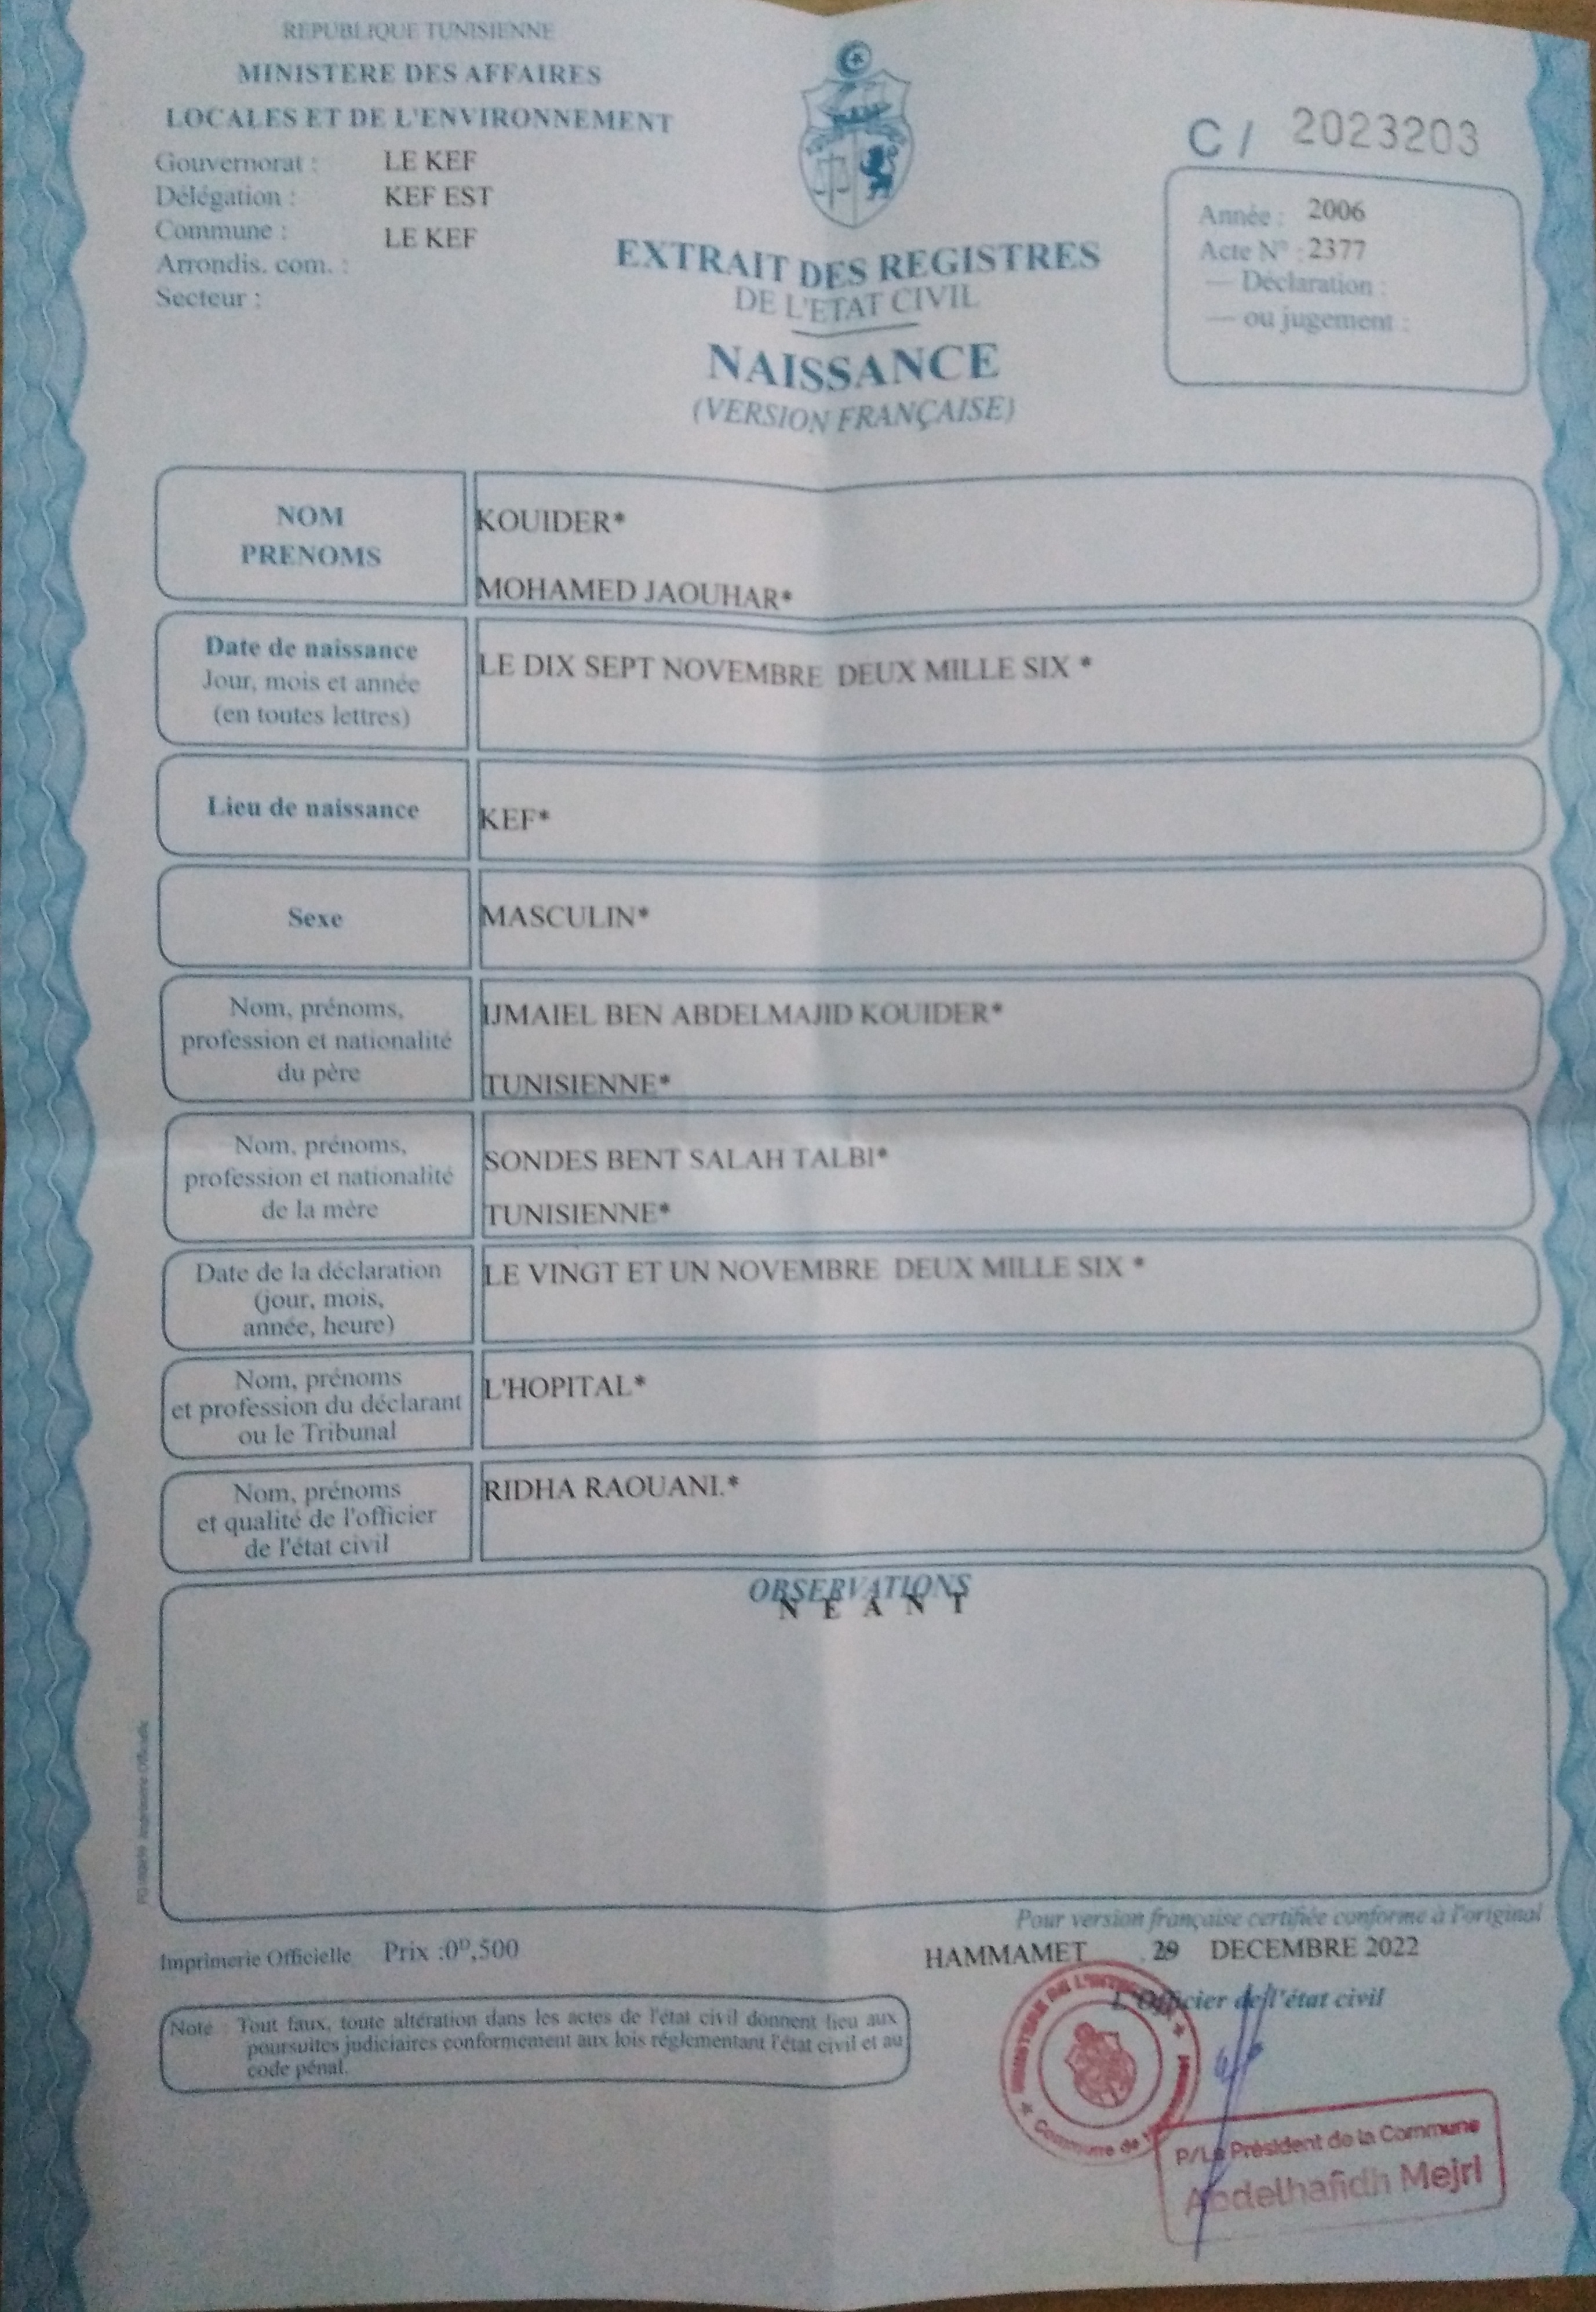 REPUBLIQUE TUNISIENNE
MINISTERE DES AFFAIRES
LOCALES ET DE L'ENVIRONNEMENT
Gouvernorat : LE KEF
Délégation : KEF EST
Commune : LE KEF
Arrondis. com. :
Secteur :
EXTRAIT DES REGISTRES
DE L'ETAT CIVIL
NAISSANCE
(VERSION FRANÇAISE)
C/ 2023203
Année : 2006
Acte N° : 2377
— Déclaration :
— ou jugement :
NOM
PRENOMS
KOUIDER*
MOHAMED JAOUHAR*
Date de naissance
Jour, mois et année
(en toutes lettres)
LE DIX SEPT NOVEMBRE DEUX MILLE SIX *
Lieu de naissance
KEF*
Sexe
MASCULIN*
Nom, prénoms,
profession et nationalité
du père
IJMAIEL BEN ABDELMAJID KOUIDER*
TUNISIENNE*
Nom, prénoms,
profession et nationalité
de la mère
SONDES BENT SALAH TALBI*
TUNISIENNE*
Date de la déclaration
(jour, mois,
année, heure)
LE VINGT ET UN NOVEMBRE DEUX MILLE SIX *
Nom, prénoms
et profession du déclarant
ou le Tribunal
L'HOPITAL*
Nom, prénoms
et qualité de l'officier
de l'état civil
RIDHA RAOUANI.*
OBSERVATIONS
N E A N T
Imprimerie Officielle
Pour version française certifiée conforme à l'original
Imprimerie Officielle Prix :0ᴰ,500
HAMMAMET 29 DECEMBRE 2022
L'Officier de l'état civil
Note : Tout faux, toute altération dans les actes de l'état civil donnent lieu aux
poursuites judiciaires conformement aux lois réglementant l'état civil et au
code pénal.
MINISTERE DE L'INTERIEUR
Commune de
P/Le Président de la Commune
Abdelhafidh Mejri